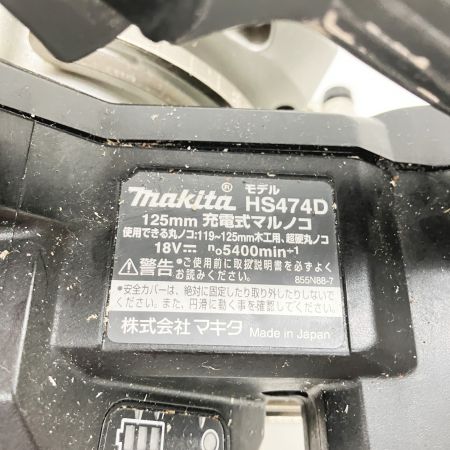 makita® モデル HS474D
125mm 充電式マルノコ
使用できる丸ノコ:119~125mm木工用、超硬丸ノコ
18V⎓ n₀5400min⁻¹
⚠警告 •ご使用前に取扱説明書を必ずよく
お読みください。 855N88-7
•安全カバーは、絶対に固定したり取り外したりしないで
ください。また、円滑に動く事を確認してください。
株式会社マキタ Made in Japan